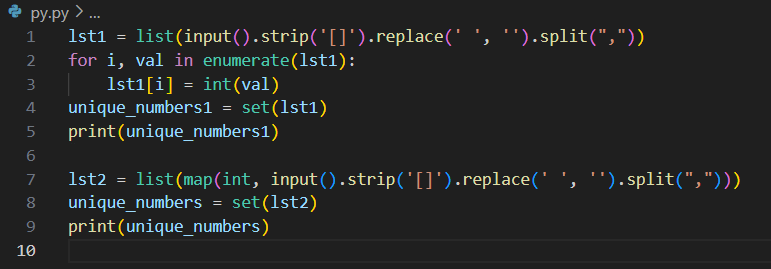 py.py > ...
1 lst1 = list(input().strip('[]').replace(' ', '').split(","))
2 for i, val in enumerate(lst1):
3     lst1[i] = int(val)
4 unique_numbers1 = set(lst1)
5 print(unique_numbers1)
6
7 lst2 = list(map(int, input().strip('[]').replace(' ', '').split(",")))
8 unique_numbers = set(lst2)
9 print(unique_numbers)
10